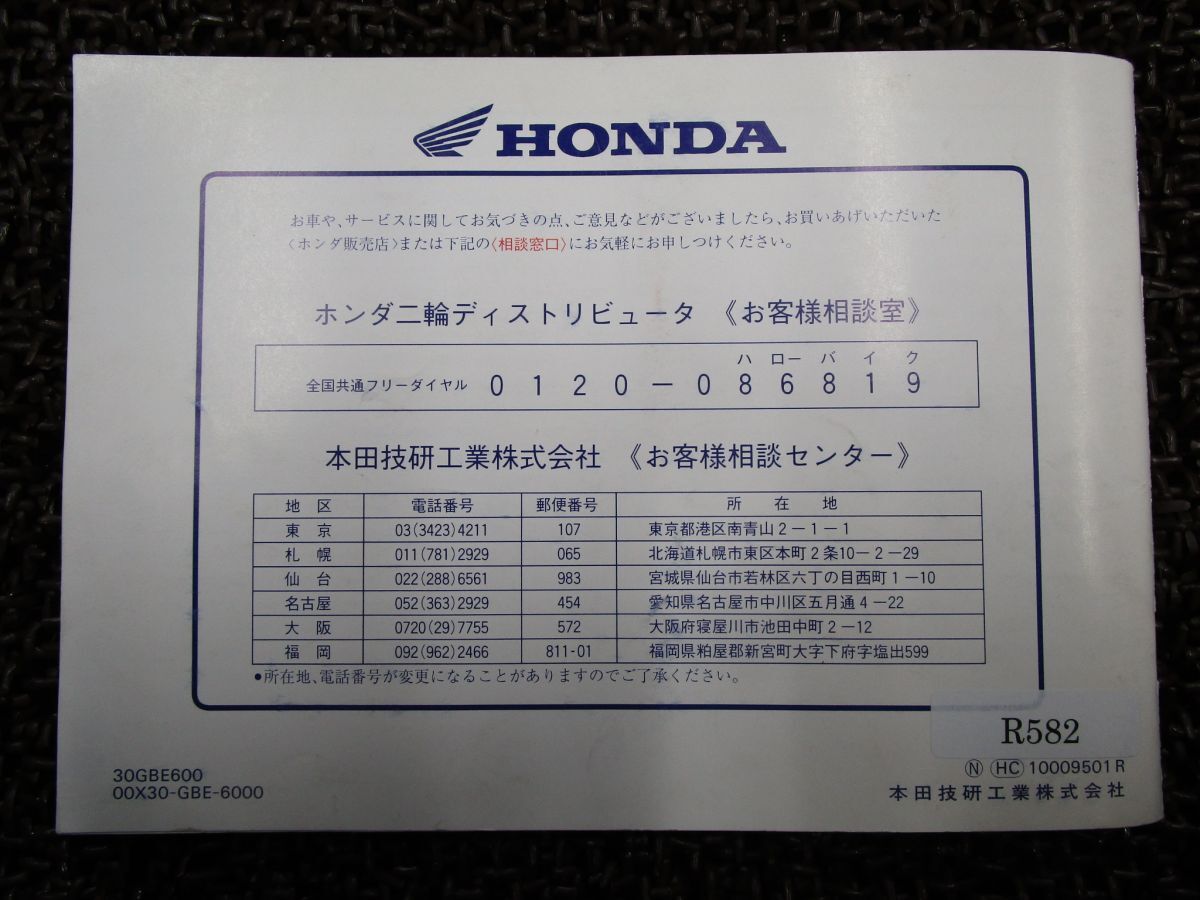 HONDA
お車や、サービスに関してお気づきの点、ご意見などがございましたら、お買いあげいただいた
〈ホンダ販売店〉または下記の〈相談窓口〉にお気軽にお申しつけください。
ホンダ二輪ディストリビュータ 《お客様相談室》
ハ ロー バ イ ク
全国共通フリーダイヤル 0120-086819
本田技研工業株式会社 《お客様相談センター》
地区 電話番号 郵便番号 所在地
東京 03(3423)4211 107 東京都港区南青山2-1-1
札幌 011(781)2929 065 北海道札幌市東区本町2条10-2-29
仙台 022(288)6561 983 宮城県仙台市若林区六丁の目西町1-10
名古屋 052(363)2929 454 愛知県名古屋市中川区五月通4-22
大阪 0720(29)7755 572 大阪府寝屋川市池田中町2-12
福岡 092(962)2466 811-01 福岡県粕屋郡新宮町大字下府字塩出599
●所在地、電話番号が変更になることがありますのでご了承ください。
R582
30GBE600
00X30-GBE-6000
Ⓝ HC 10009501R
本田技研工業株式会社